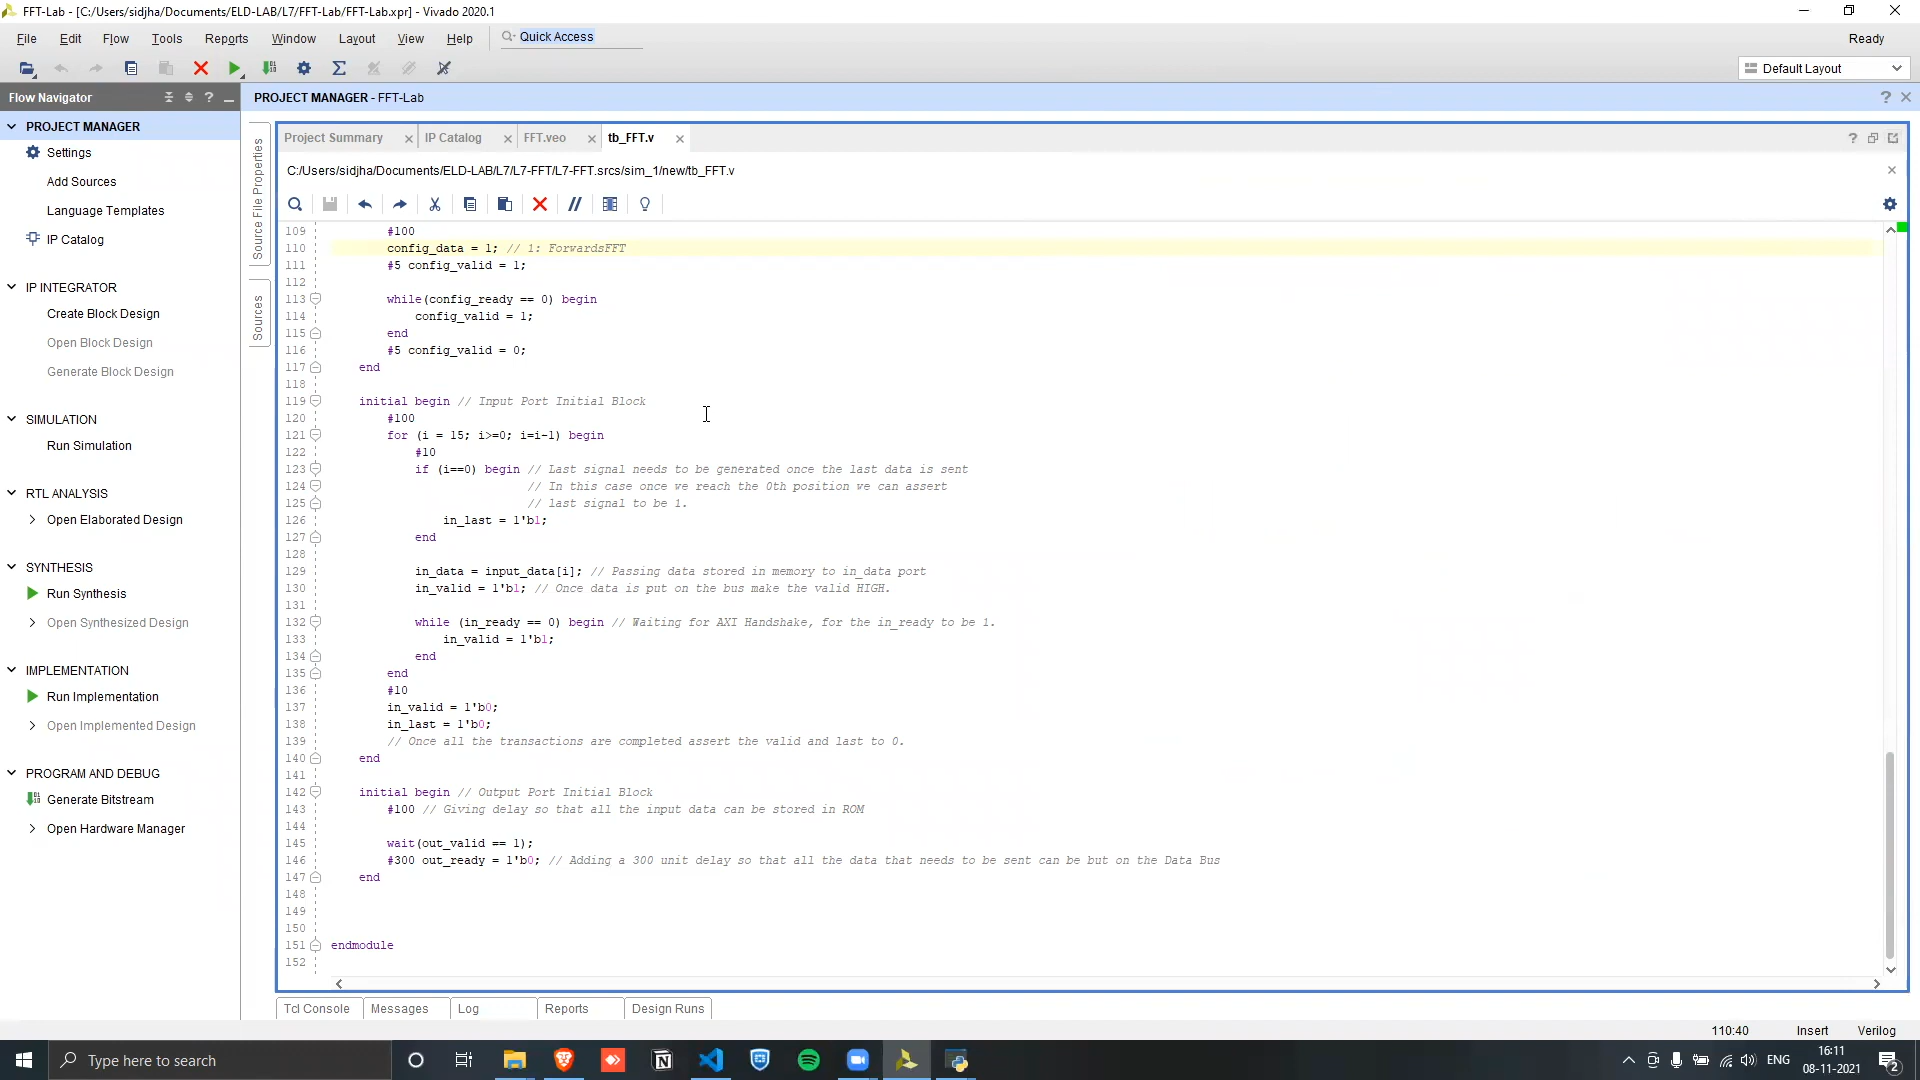 FFT-Lab - [C:/Users/sidjha/Documents/ELD-LAB/L7/FFT-Lab/FFT-Lab.xpr] - Vivado 2020.1
File Edit Flow Tools Reports Window Layout View Help Quick Access Ready
Default Layout
Flow Navigator ?
PROJECT MANAGER
Settings
Add Sources
Language Templates
IP Catalog
IP INTEGRATOR
Create Block Design
Open Block Design
Generate Block Design
SIMULATION
Run Simulation
RTL ANALYSIS
Open Elaborated Design
SYNTHESIS
Run Synthesis
Open Synthesized Design
IMPLEMENTATION
Run Implementation
Open Implemented Design
PROGRAM AND DEBUG
Generate Bitstream
Open Hardware Manager
PROJECT MANAGER - FFT-Lab ?
Source File Properties
Sources
Project Summary IP Catalog FFT.veo tb_FFT.v ?
C:/Users/sidjha/Documents/ELD-LAB/L7/L7-FFT/L7-FFT.srcs/sim_1/new/tb_FFT.v
109 #100
110 config_data = 1; // 1: ForwardsFFT
111 #5 config_valid = 1;
112
113 while(config_ready == 0) begin
114 config_valid = 1;
115 end
116 #5 config_valid = 0;
117 end
118
119 initial begin // Input Port Initial Block
120 #100
121 for (i = 15; i>=0; i=i-1) begin
122 #10
123 if (i==0) begin // Last signal needs to be generated once the last data is sent
124 // In this case once we reach the 0th position we can assert
125 // last signal to be 1.
126 in_last = 1'b1;
127 end
128
129 in_data = input_data[i]; // Passing data stored in memory to in_data port
130 in_valid = 1'b1; // Once data is put on the bus make the valid HIGH.
131
132 while (in_ready == 0) begin // Waiting for AXI Handshake, for the in_ready to be 1.
133 in_valid = 1'b1;
134 end
135 end
136 #10
137 in_valid = 1'b0;
138 in_last = 1'b0;
139 // Once all the transactions are completed assert the valid and last to 0.
140 end
141
142 initial begin // Output Port Initial Block
143 #100 // Giving delay so that all the input data can be stored in ROM
144
145 wait(out_valid == 1);
146 #300 out_ready = 1'b0; // Adding a 300 unit delay so that all the data that needs to be sent can be but on the Data Bus
147 end
148
149
150
151 endmodule
152
Tcl Console Messages Log Reports Design Runs
110:40 Insert Verilog
Type here to search
ENG
16:11
08-11-2021
2